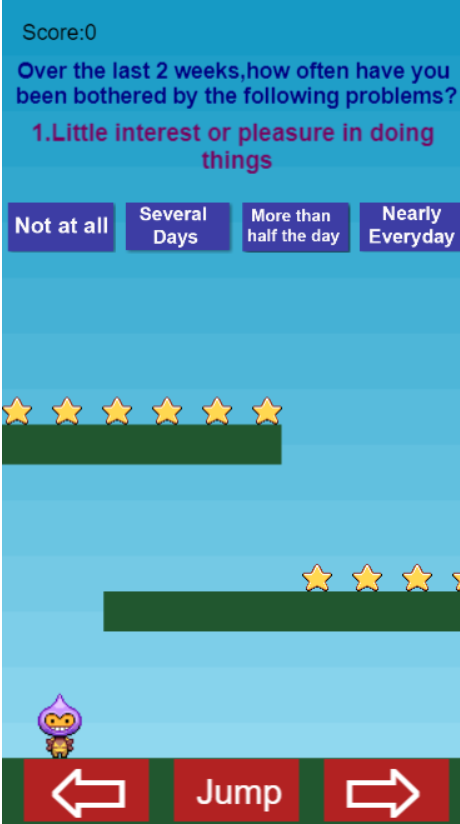 Score:0
Over the last 2 weeks,how often have you
been bothered by the following problems?
1.Little interest or pleasure in doing
things
Not at all
Several
Days
More than
half the day
Nearly
Everyday
Jump